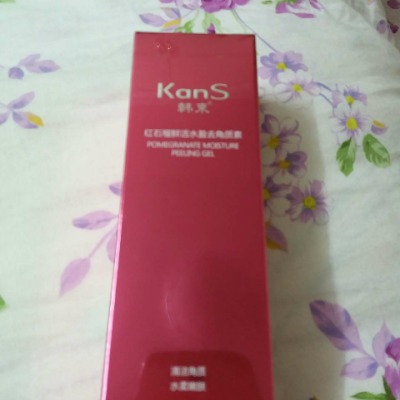 KanS
韩束
红石榴鲜活水盈去角质素
POMEGRANATE MOISTURE
PEELING GEL
清洁角质
水柔嫩肤